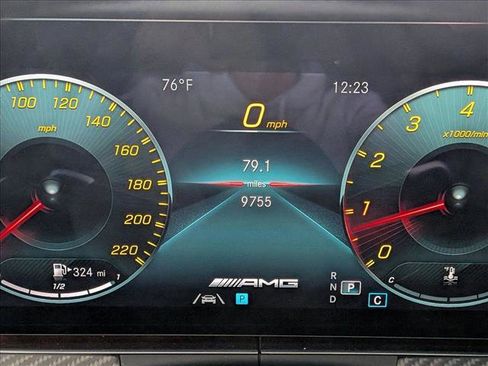 76°F
12:23
100 120 140 160 180 200 220
mph
0 mph
79.1
miles
9755
4
3
x1000/min
2
1
0
324 mi
1/2
1
AMG
P
R
N P
D C
C